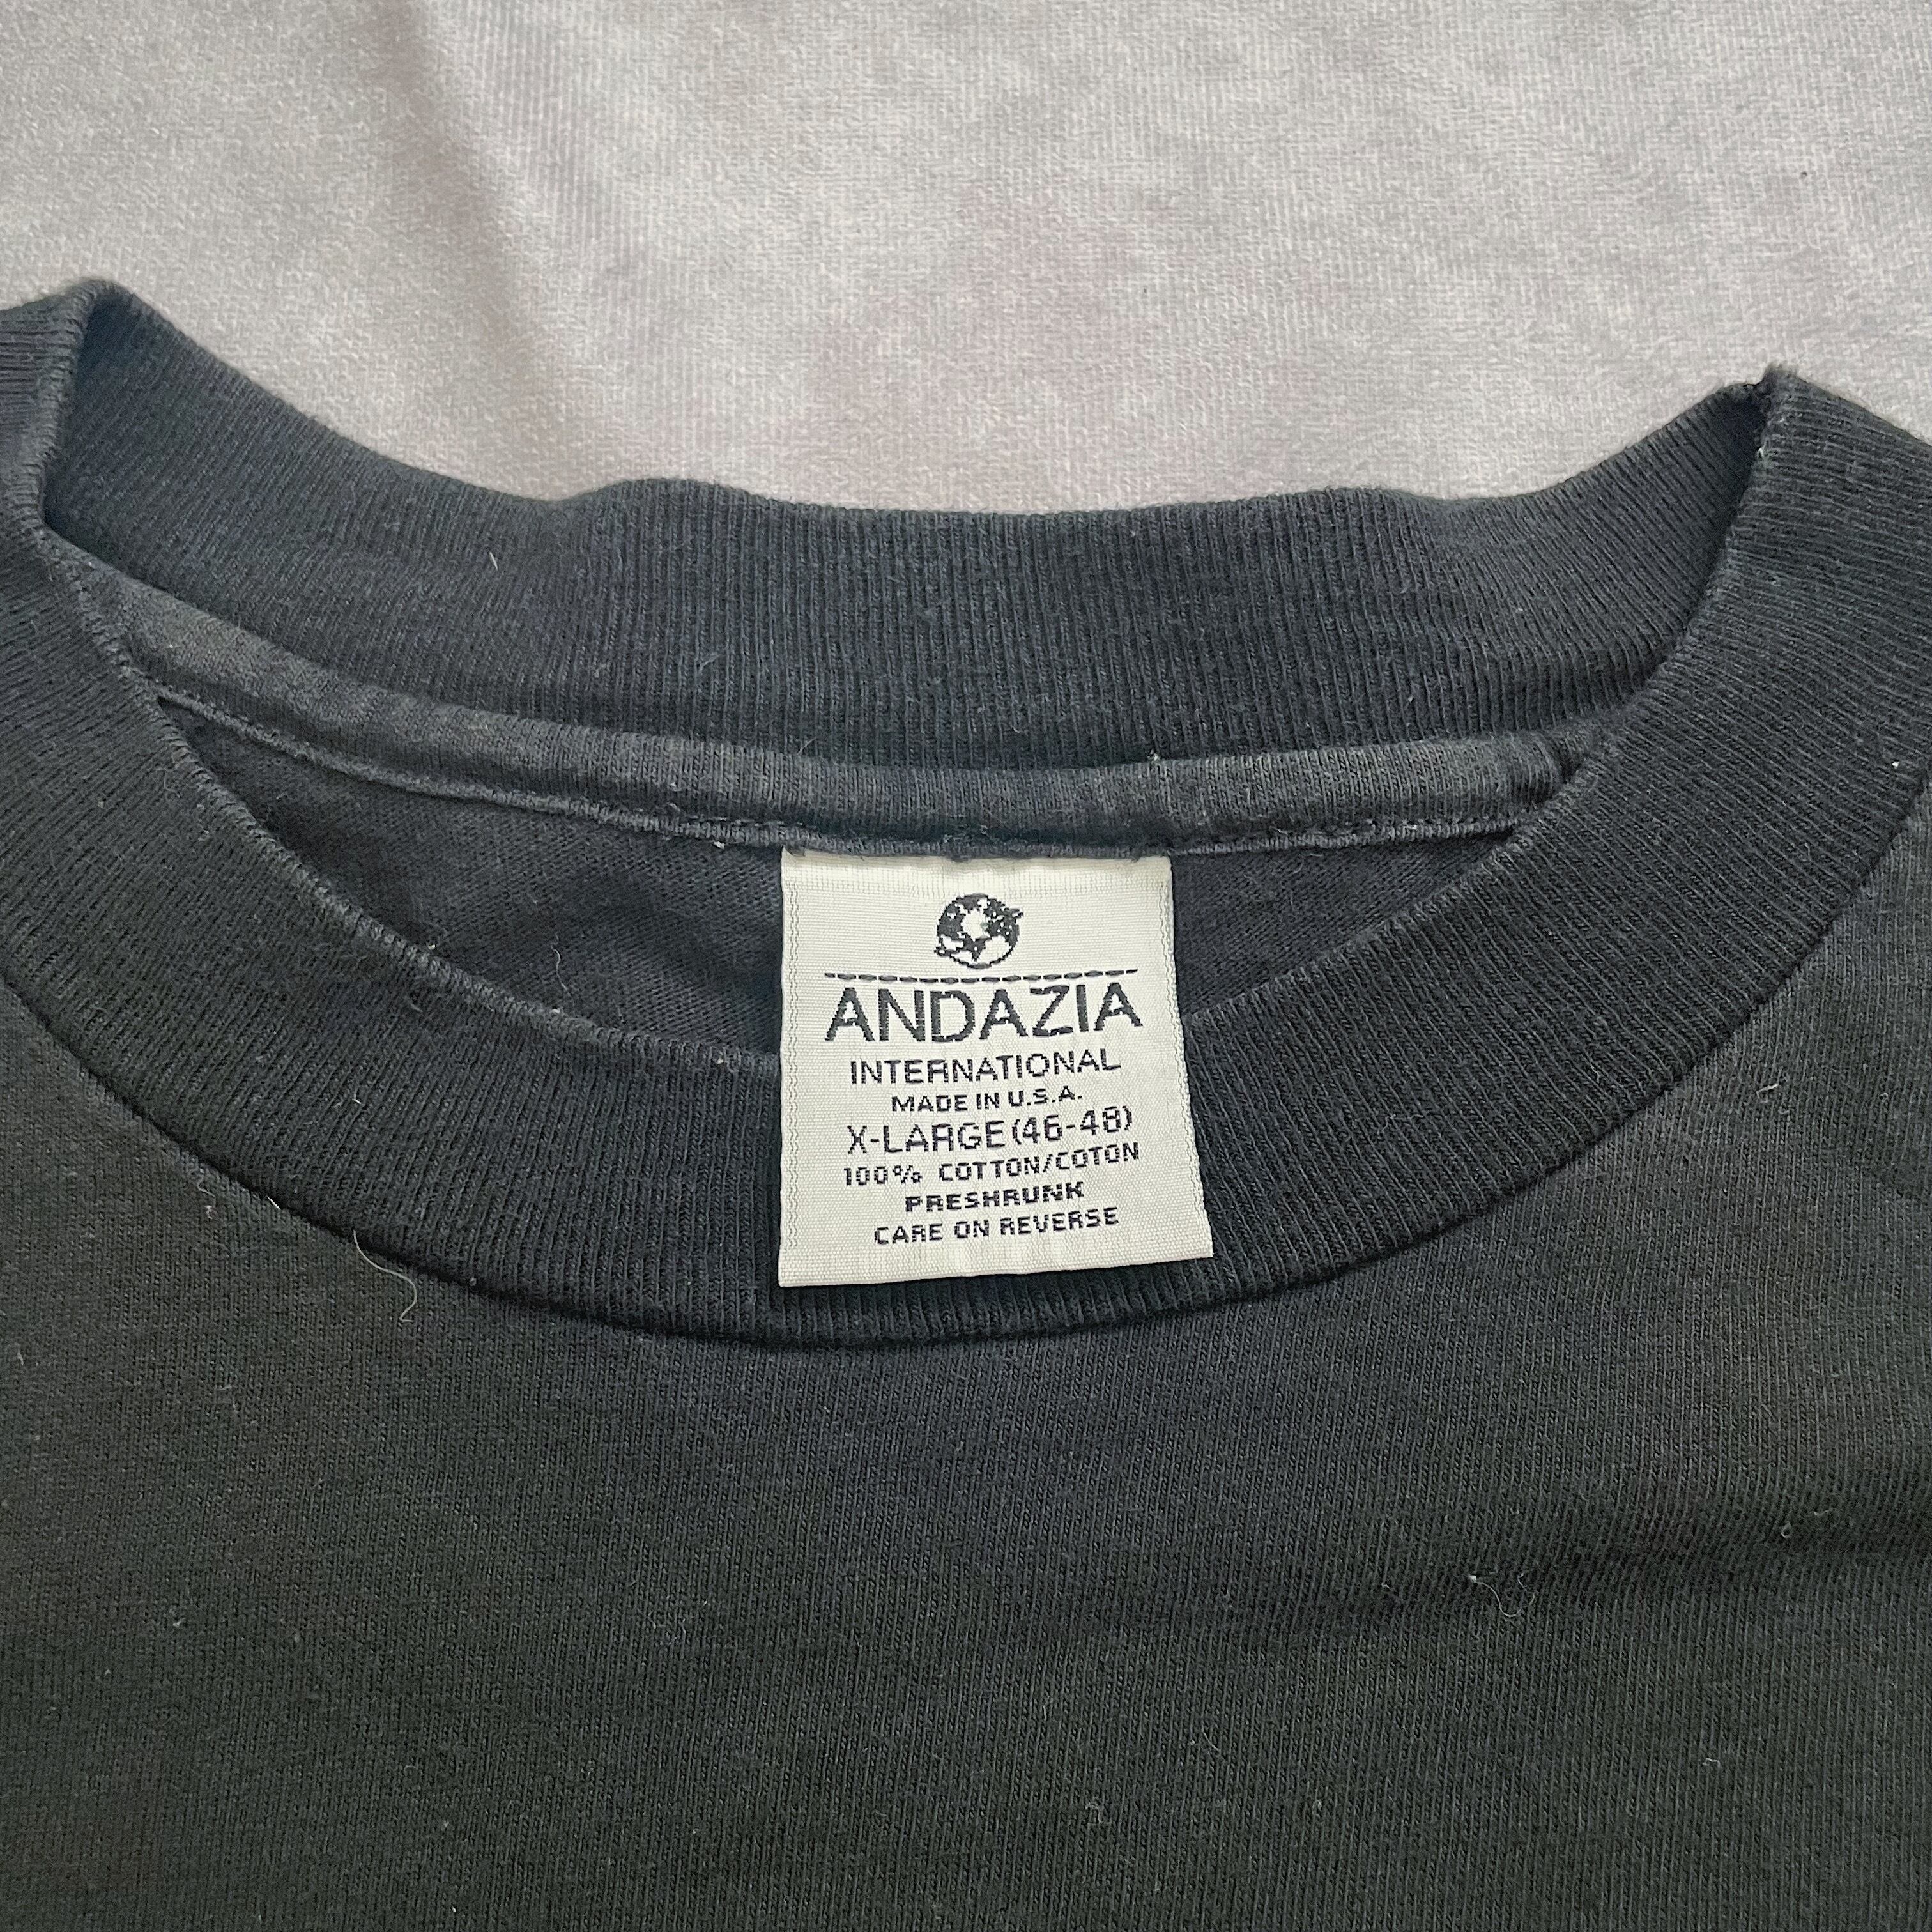 ANDAZIA
INTERNATIONAL
MADE IN U.S.A.
X-LARGE (46-48)
100% COTTON/COTON
PRESHRUNK
CARE ON REVERSE